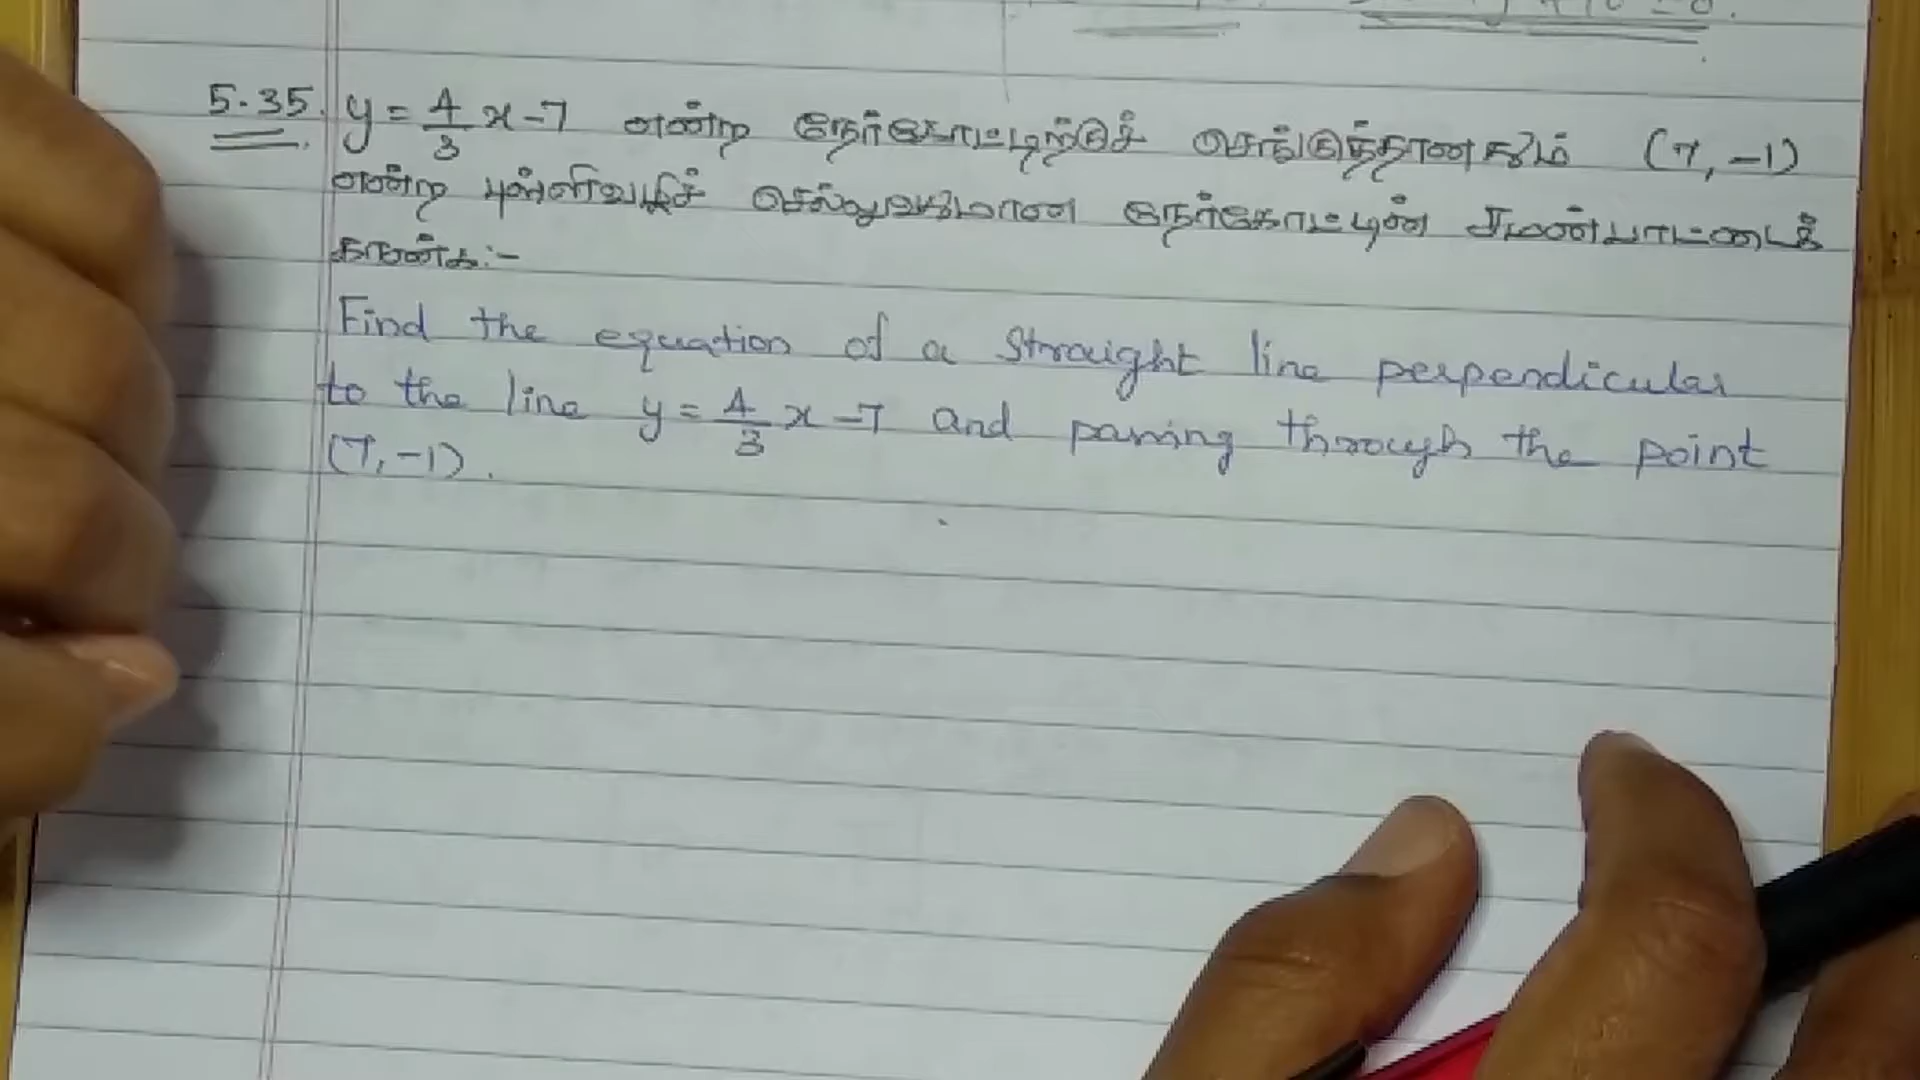 5.35. y = 4/3 x - 7 என்ற நேர்கோட்டிற்குச் செங்குத்தானதும் (7, -1)
என்ற புள்ளிவழிச் செல்லுவதுமான நேர்கோட்டின் சமன்பாட்டைக்
காண்க:-
Find the equation of a straight line perpendicular
to the line y = 4/3 x - 7 and passing through the point
(7, -1).